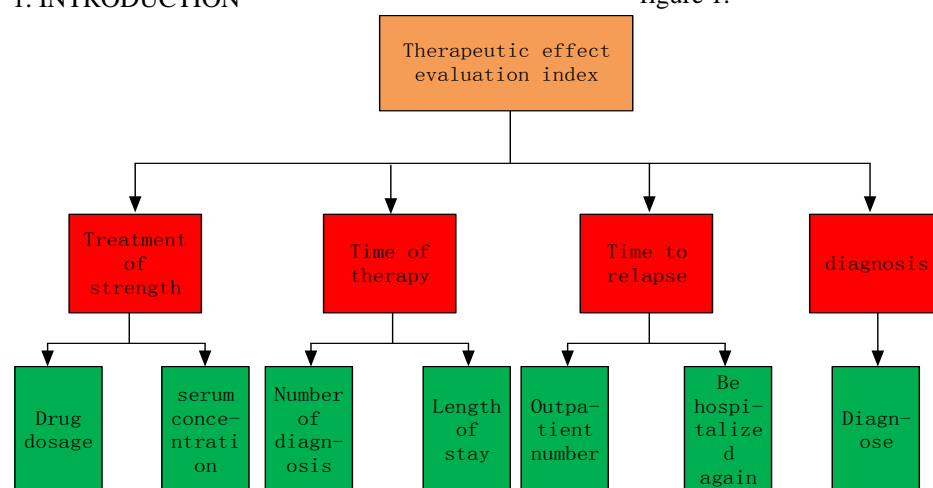 1. INTRODUCTION
figure 1.
Therapeutic effect
evaluation index
Treatment
of
strength
Time of
therapy
Time to
relapse
diagnosis
Drug
dosage
serum
conce-
ntrati
on
Number
of
diagn-
osis
Length
of
stay
Outpa-
tient
number
Be
hospi-
talize
d
again
Diagn-
ose